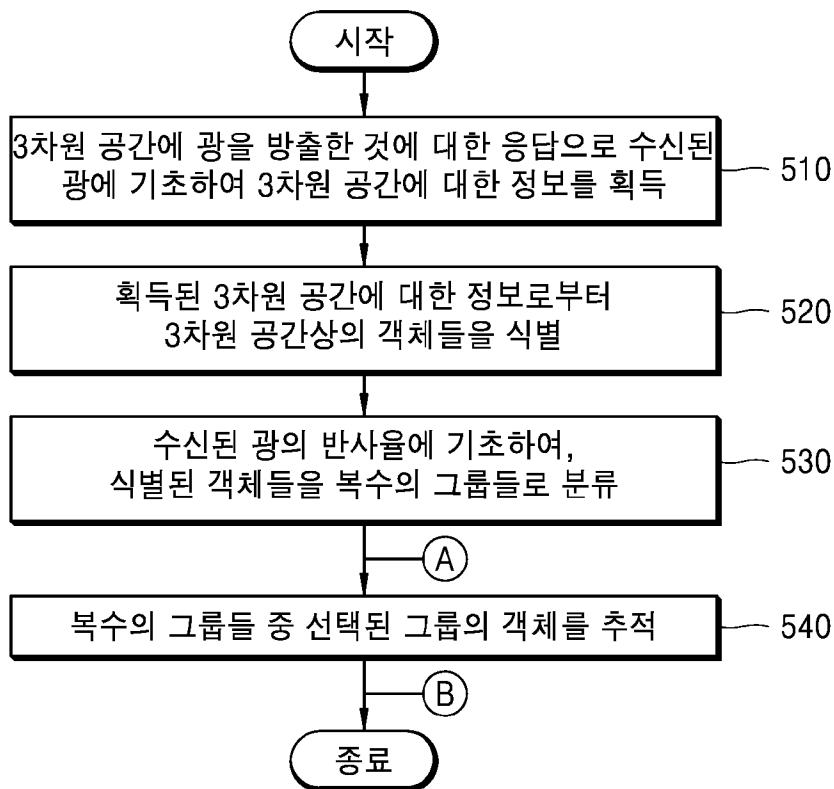 시작
3차원 공간에 광을 방출한 것에 대한 응답으로 수신된
광에 기초하여 3차원 공간에 대한 정보를 획득
510
획득된 3차원 공간에 대한 정보로부터
3차원 공간상의 객체들을 식별
520
수신된 광의 반사율에 기초하여,
식별된 객체들을 복수의 그룹들로 분류
530
A
복수의 그룹들 중 선택된 그룹의 객체를 추적
540
B
종료